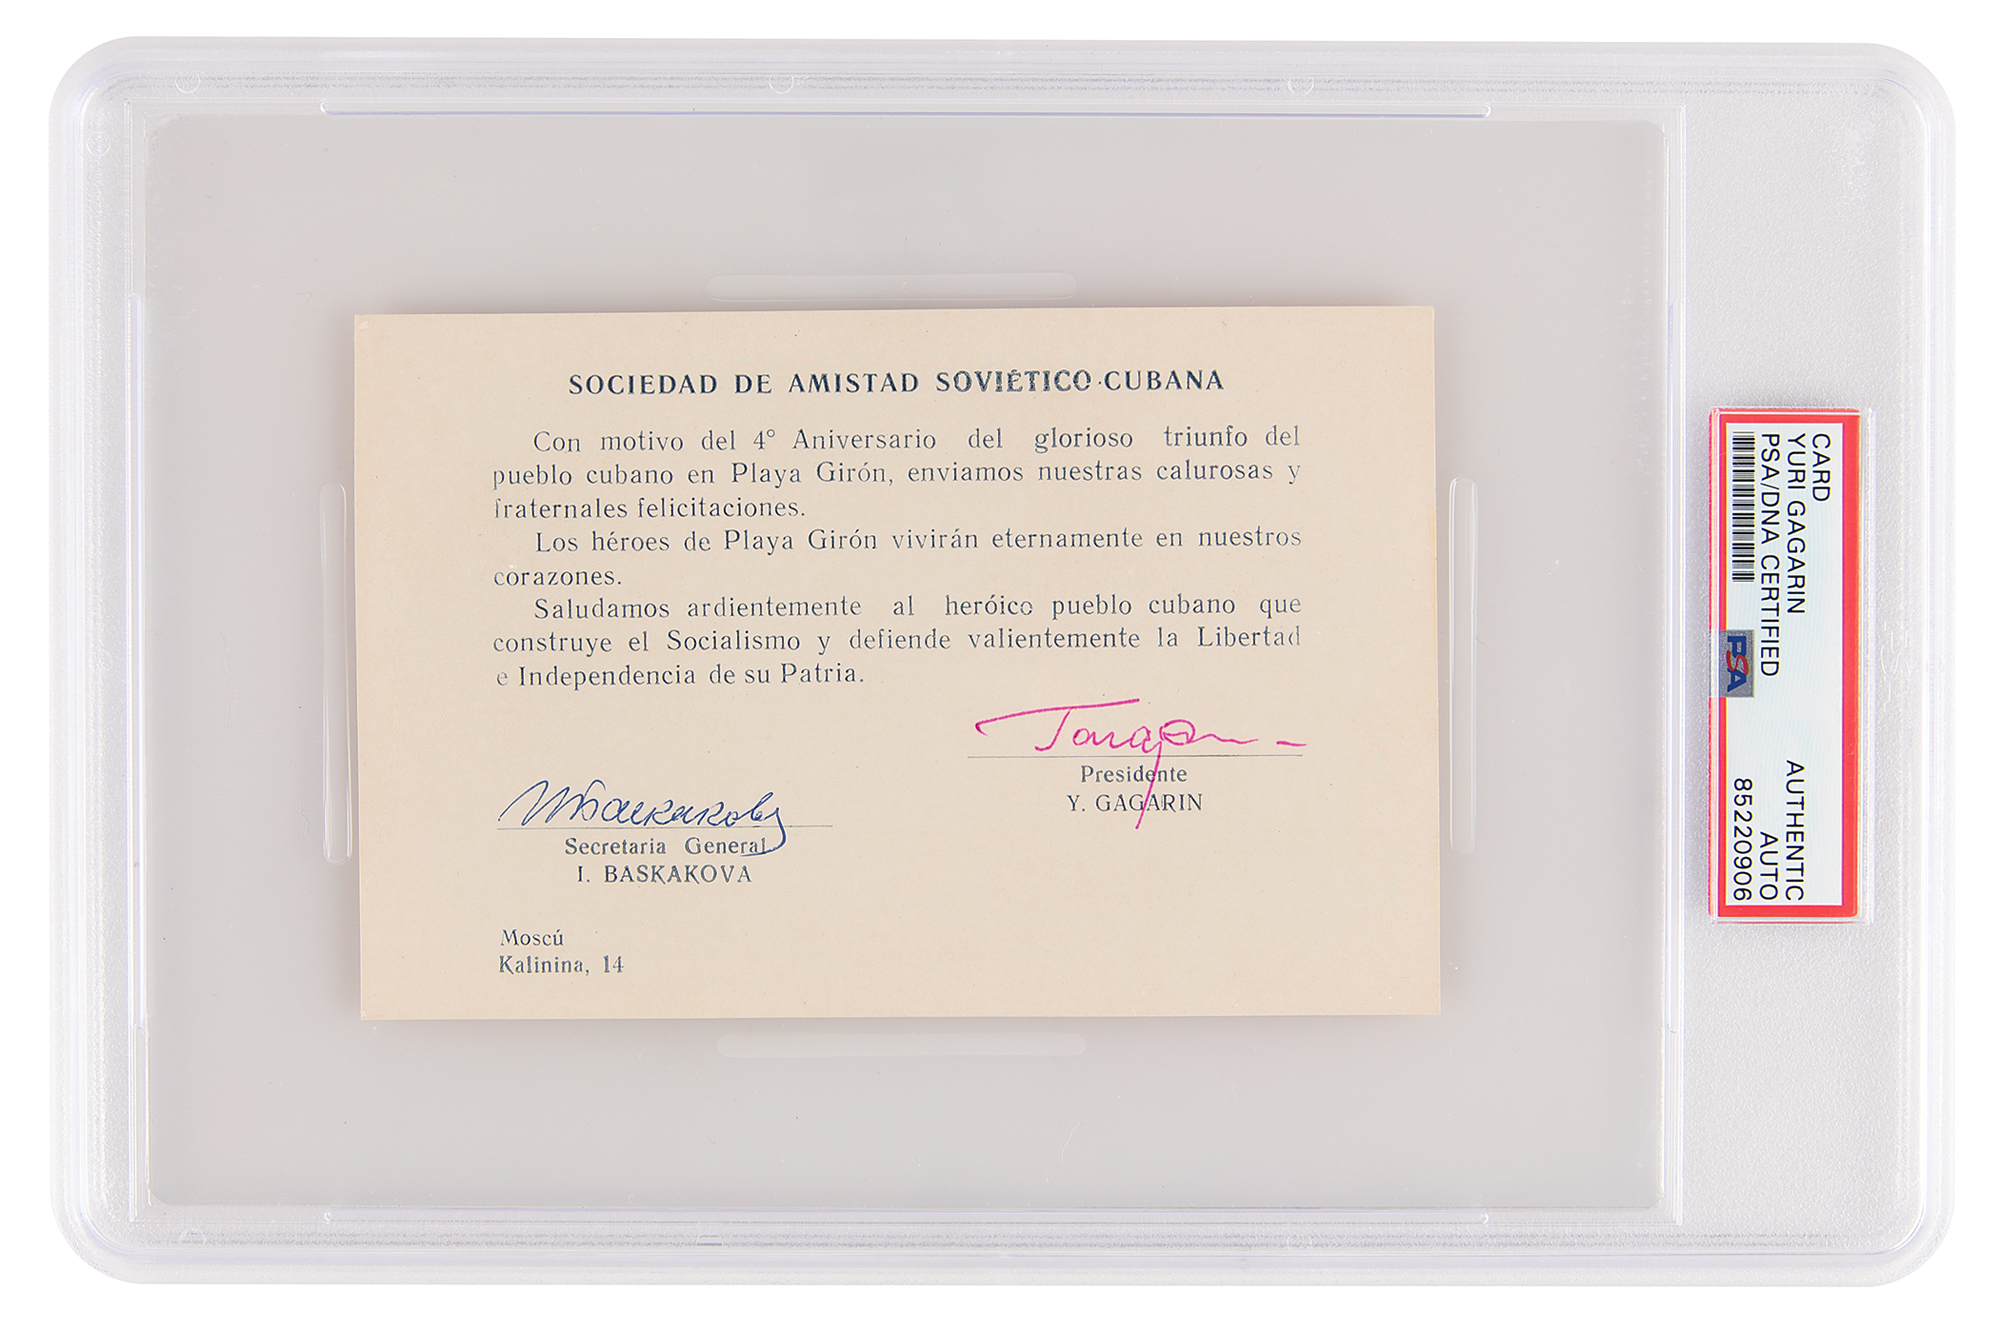 SOCIEDAD DE AMISTAD SOVIÉTICO-CUBANA
Con motivo del 4° Aniversario del glorioso triunfo del
pueblo cubano en Playa Girón, enviamos nuestras calurosas y
fraternales felicitaciones.
Los héroes de Playa Girón vivirán eternamente en nuestros
corazones.
Saludamos ardientemente al heróico pueblo cubano que
construye el Socialismo y defiende valientemente la Libertad
e Independencia de su Patria.
Гагарин
Presidente
Y. GAGARIN
ИБаскакова
Secretaria General
I. BASKAKOVA
Moscú
Kalinina, 14
CARD
YURI GAGARIN
PSA/DNA CERTIFIED
PSA
AUTHENTIC
AUTO
85220906